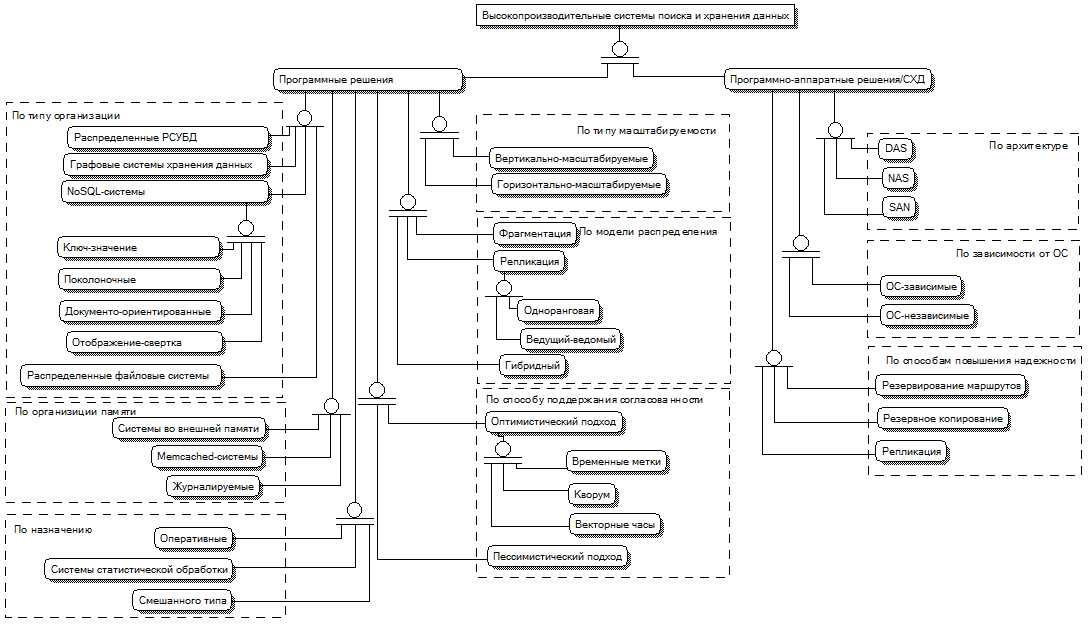 Высокопроизводительные системы поиска и хранения данных
Программные решения
Программно-аппаратные решения/СХД
По типу организации
Распределенные РСУБД
Графовые системы хранения данных
NoSQL-системы
Ключ-значение
Поколоночные
Документо-ориентированные
Отображение-свертка
Распределенные файловые системы
По организиции памяти
Системы во внешней памяти
Memcached-системы
Журналируемые
По назначению
Оперативные
Системы статистической обработки
Смешанного типа
По типу масштабируемости
Вертикально-масштабируемые
Горизонтально-масштабируемые
По модели распределения
Фрагментация
Репликация
Одноранговая
Ведущий-ведомый
Гибридный
По способу поддержания согласованности
Оптимистический подход
Временные метки
Кворум
Векторные часы
Пессимистический подход
По архитектуре
DAS
NAS
SAN
По зависимости от ОС
ОС-зависимые
ОС-независимые
По способам повышения надежности
Резервирование маршрутов
Резервное копирование
Репликация